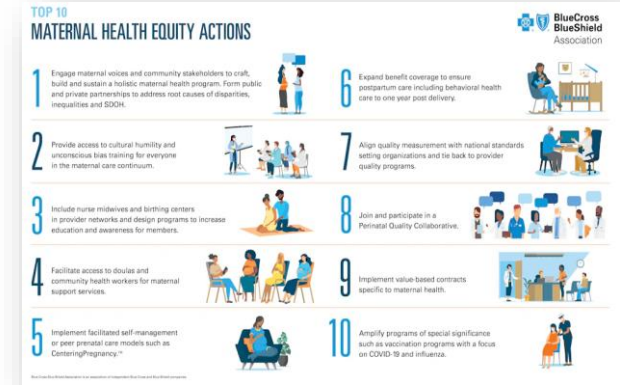 TOP 10
MATERNAL HEALTH EQUITY ACTIONS
BlueCross
BlueShield
Association
1
Engage maternal voices and community stakeholders to craft,
build and sustain a holistic maternal health program. Form public
and private partnerships to address root causes of disparities,
inequalities and SDOH.
2
Provide access to cultural humility and
unconscious bias training for everyone
in the maternal care continuum.
3
Include nurse midwives and birthing centers
in provider networks and design programs to increase
education and awareness for members.
4
Facilitate access to doulas and
community health workers for maternal
support services.
5
Implement facilitated self-management
or peer prenatal care models such as
CenteringPregnancy.™
6
Expand benefit coverage to ensure
postpartum care including behavioral health
care to one year post delivery.
7
Align quality measurement with national standards
setting organizations and tie back to provider
quality programs.
8
Join and participate in a
Perinatal Quality Collaborative.
9
Implement value-based contracts
specific to maternal health.
10
Amplify programs of special significance
such as vaccination programs with a focus
on COVID-19 and influenza.